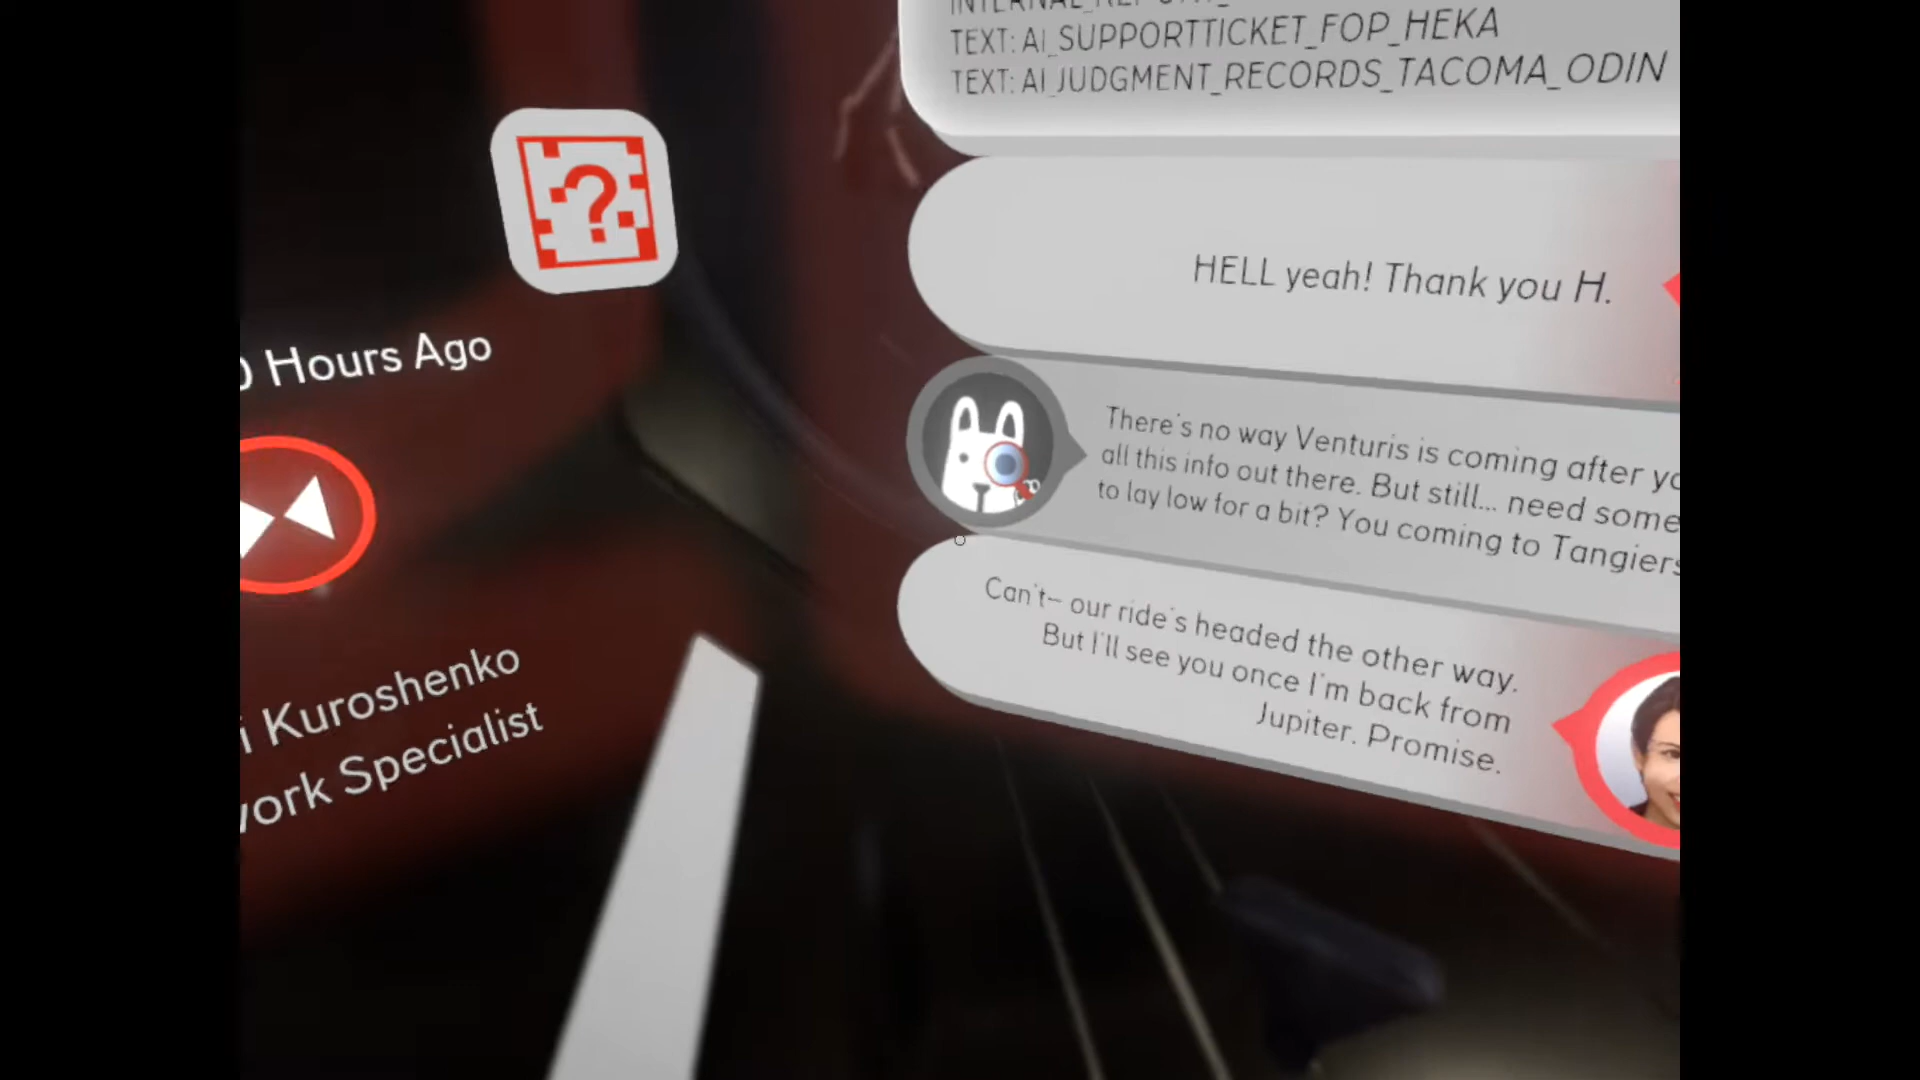 TEXT: AI_SUPPORTTICKET_FOP_HEKA
TEXT: AI_JUDGMENT_RECORDS_TACOMA_ODIN
?
Hours Ago
HELL yeah! Thank you H.
There's no way Venturis is coming after
all this info out there. But still... need some
to lay low for a bit? You coming to Tangiers
Can't- our ride's headed the other way.
But I'll see you once I'm back from
Jupiter. Promise.
Kuroshenko
Specialist